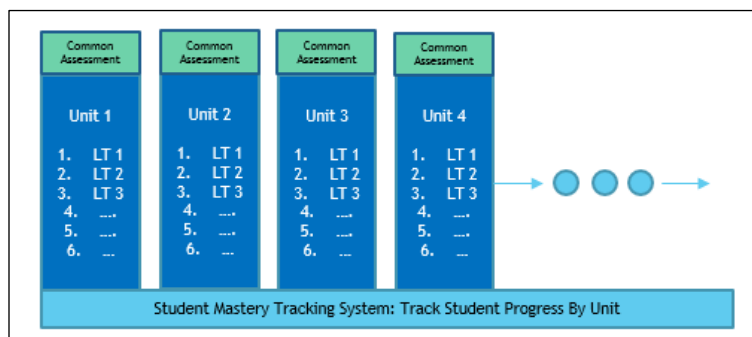 Common
Assessment
Unit 1
1. LT 1
2. LT 2
3. LT 3
4. ....
5. ....
6. ...
Common
Assessment
Unit 2
1. LT 1
2. LT 2
3. LT 3
4. ....
5. ....
6. ...
Common
Assessment
Unit 3
1. LT 1
2. LT 2
3. LT 3
4. ....
5. ....
6. ...
Common
Assessment
Unit 4
1. LT 1
2. LT 2
3. LT 3
4. ....
5. ....
6. ...
Student Mastery Tracking System: Track Student Progress By Unit